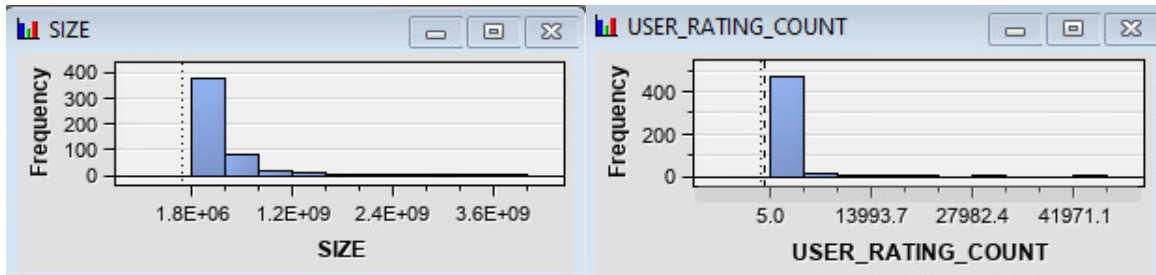 SIZE
Frequency
400
300
200
100
0
1.8E+06 1.2E+09 2.4E+09 3.6E+09
SIZE
USER_RATING_COUNT
Frequency
400
200
0
5.0 13993.7 27982.4 41971.1
USER_RATING_COUNT